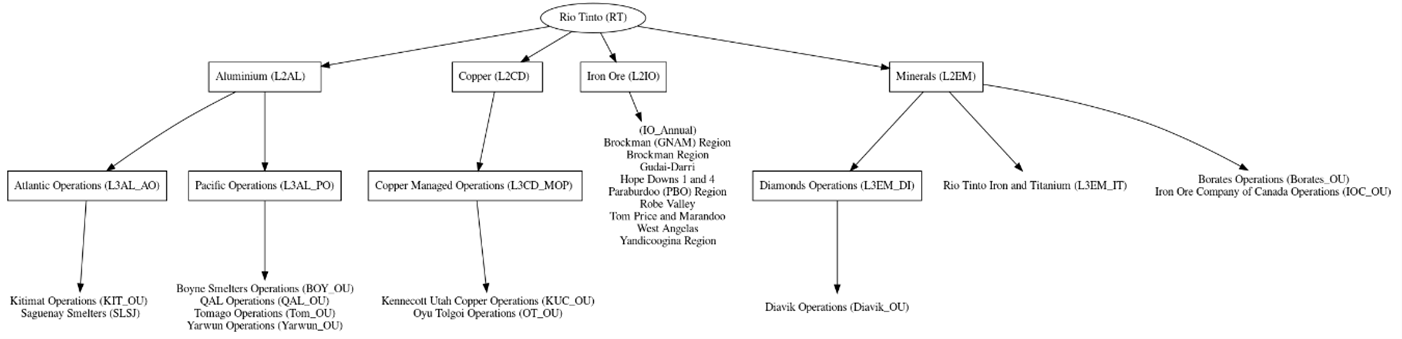 Rio Tinto (RT)
Aluminium (L2AL)
Copper (L2CD)
Iron Ore (L2IO)
Minerals (L2EM)
(IO_Annual)
Brockman (GNAM) Region
Brockman Region
Gudai-Darri
Hope Downs 1 and 4
Paraburdoo (PBO) Region
Robe Valley
Tom Price and Marandoo
West Angelas
Yandicoogina Region
Atlantic Operations (L3AL_AO)
Pacific Operations (L3AL_PO)
Copper Managed Operations (L3CD_MOP)
Diamonds Operations (L3EM_DI)
Rio Tinto Iron and Titanium (L3EM_IT)
Borates Operations (Borates_OU)
Iron Ore Company of Canada Operations (IOC_OU)
Kitimat Operations (KIT_OU)
Saguenay Smelters (SLSJ)
Boyne Smelters Operations (BOY_OU)
QAL Operations (QAL_OU)
Tomago Operations (Tom_OU)
Yarwun Operations (Yarwun_OU)
Kennecott Utah Copper Operations (KUC_OU)
Oyu Tolgoi Operations (OT_OU)
Diavik Operations (Diavik_OU)